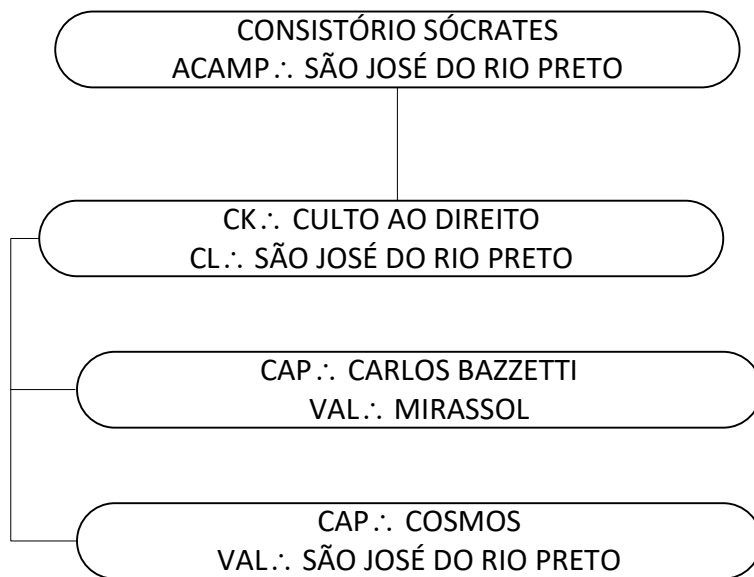 CONSISTÓRIO SÓCRATES
ACAMP∴ SÃO JOSÉ DO RIO PRETO
CK∴ CULTO AO DIREITO
CL∴ SÃO JOSÉ DO RIO PRETO
CAP∴ CARLOS BAZZETTI
VAL∴ MIRASSOL
CAP∴ COSMOS
VAL∴ SÃO JOSÉ DO RIO PRETO